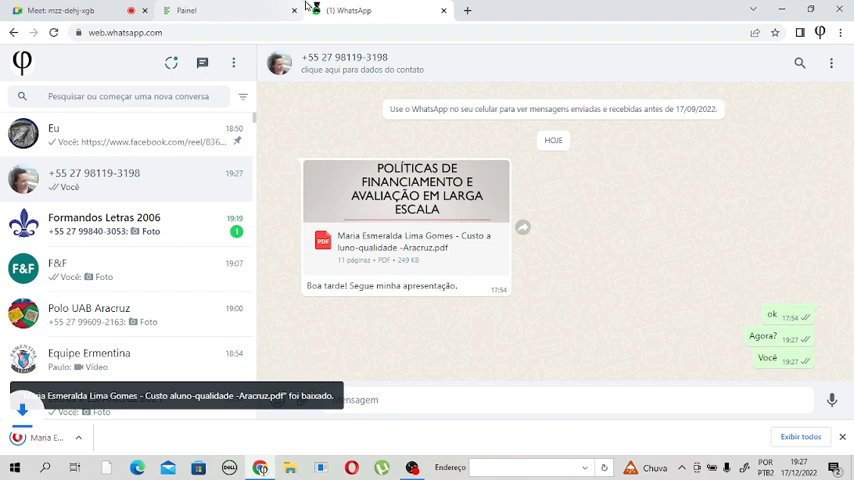 Meet: mzz-dehj-xgb
Painel
(1) WhatsApp
web.whatsapp.com
Pesquisar ou começar uma nova conversa
Eu
18:50
Você: https://www.facebook.com/reel/836...
+55 27 98119-3198
19:27
Você
Formandos Letras 2006
19:19
+55 27 99840-3053: Foto
1
F&F
F&F
19:07
Você: Foto
Polo UAB Aracruz
19:00
+55 27 99609-2163: Foto
Equipe Ermentina
18:54
Paulo: Vídeo
Você: Foto
+55 27 98119-3198
clique aqui para dados do contato
Use o WhatsApp no seu celular para ver mensagens enviadas e recebidas antes de 17/09/2022.
HOJE
POLÍTICAS DE
FINANCIAMENTO E
AVALIAÇÃO EM LARGA
ESCALA
PDF
Maria Esmeralda Lima Gomes - Custo a
luno-qualidade -Aracruz.pdf
11 páginas • PDF • 249 KB
Boa tarde! Segue minha apresentação.
17:54
ok 17:54
Agora? 19:27
Você 19:27
Esmeralda Lima Gomes - Custo aluno-qualidade -Aracruz.pdf" foi baixado.
Maria E...
Exibir todos
DELL
Endereço
Chuva
POR
PTB2
19:27
17/12/2022
2